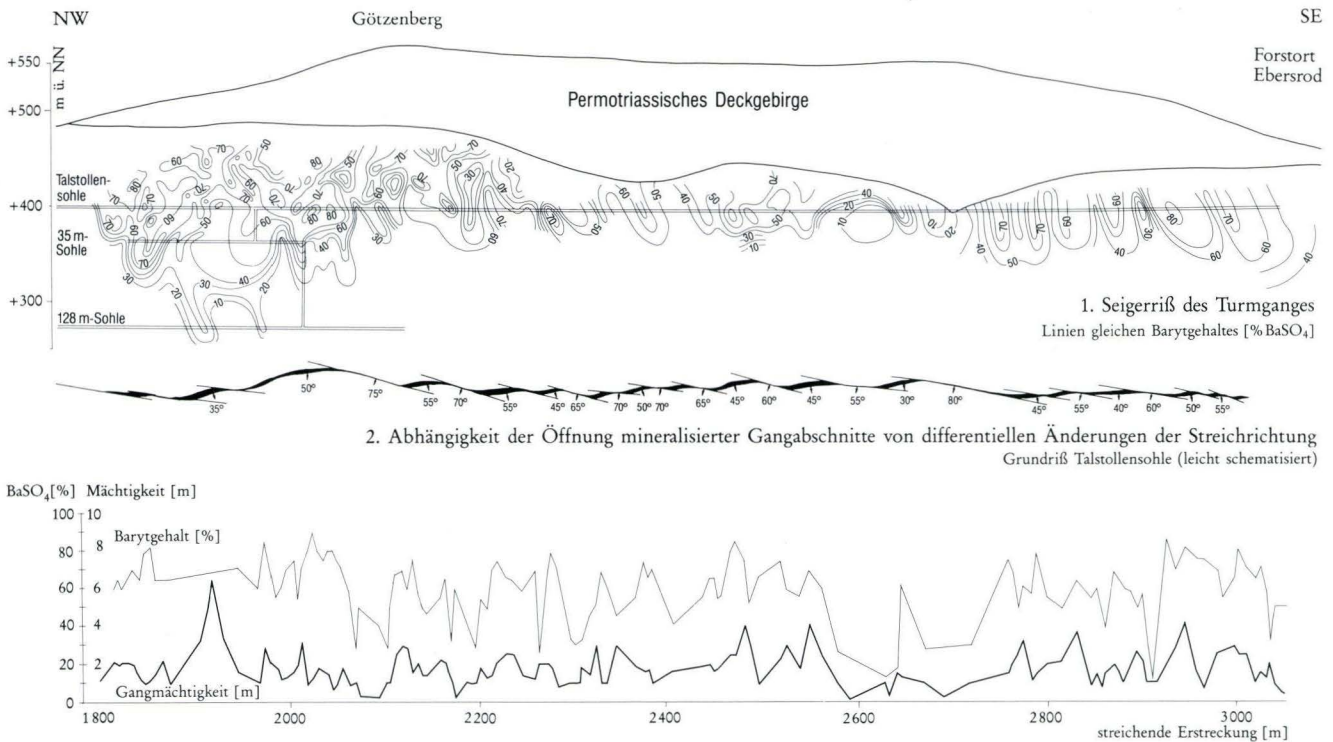 NW
Götzenberg
SE
Forstort
Ebersrod
+550
m ü. NN
+500
Permotriassisches Deckgebirge
Talstollen-
sohle
+400
35 m-
Sohle
+300
128 m-Sohle
1. Seigerriß des Turmganges
Linien gleichen Barytgehaltes [% BaSO₄]
35° 50° 75° 55° 70° 55° 45° 65° 70° 50° 70° 65° 45° 60° 45° 55° 30° 80° 45° 55° 40° 60° 50° 55°
2. Abhängigkeit der Öffnung mineralisierter Gangabschnitte von differentiellen Änderungen der Streichrichtung
Grundriß Talstollensohle (leicht schematisiert)
BaSO₄[%] Mächtigkeit [m]
100 10
Barytgehalt [%]
80 8
60 6
40 4
20 2
Gangmächtigkeit [m]
0
1800 2000 2200 2400 2600 2800 3000
streichende Erstreckung [m]